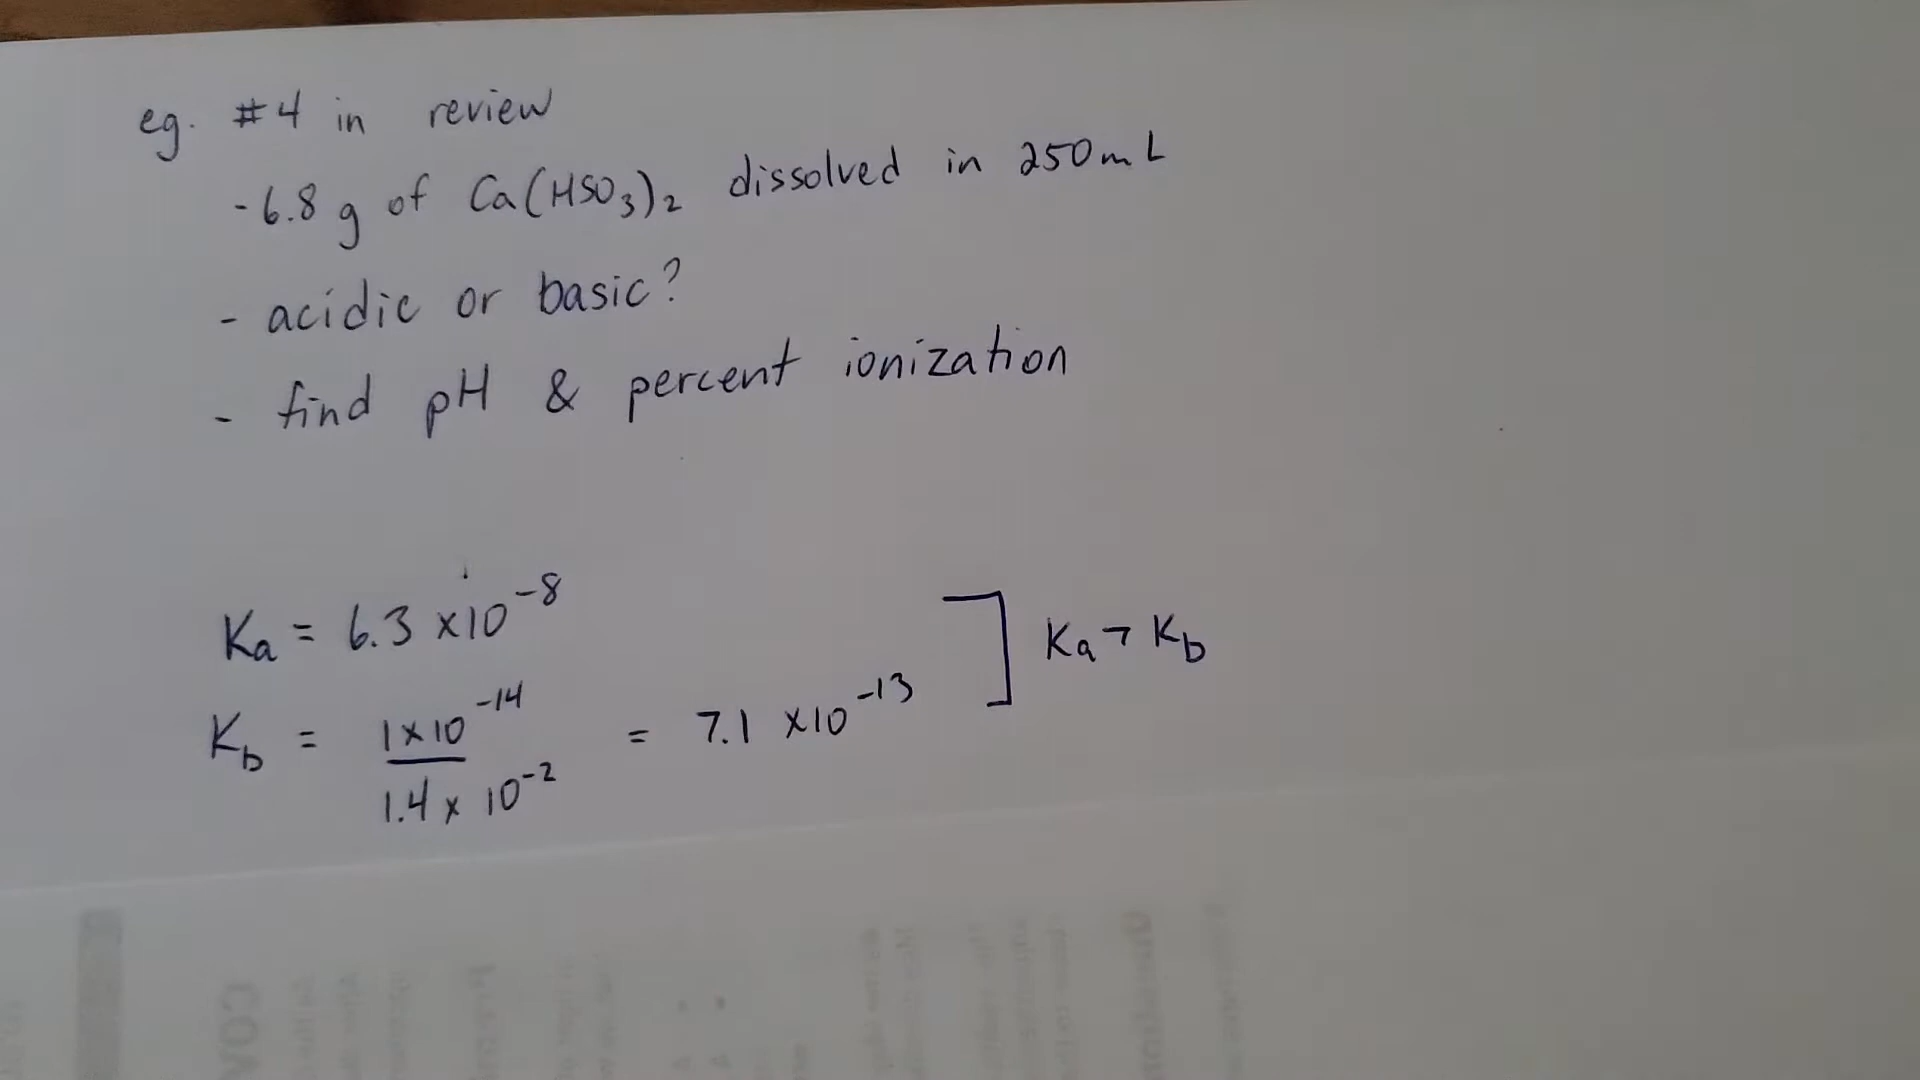 eg. #4 in review
- 6.8 g of Ca(HSO₃)₂ dissolved in 250 mL
- acidic or basic?
- find pH & percent ionization
Ka = 6.3 x10⁻⁸
Kb = 1x10⁻¹⁴ / 1.4 x 10⁻² = 7.1 x10⁻¹³ ] Ka > Kb